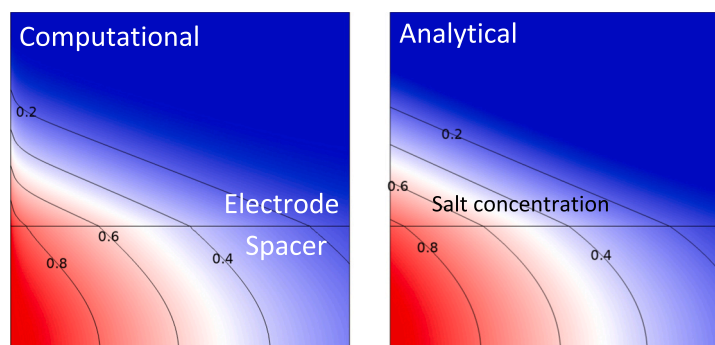 Computational
0.2
Electrode
Spacer
0.6
0.4
0.8
Analytical
0.2
0.6
Salt concentration
0.8
0.4